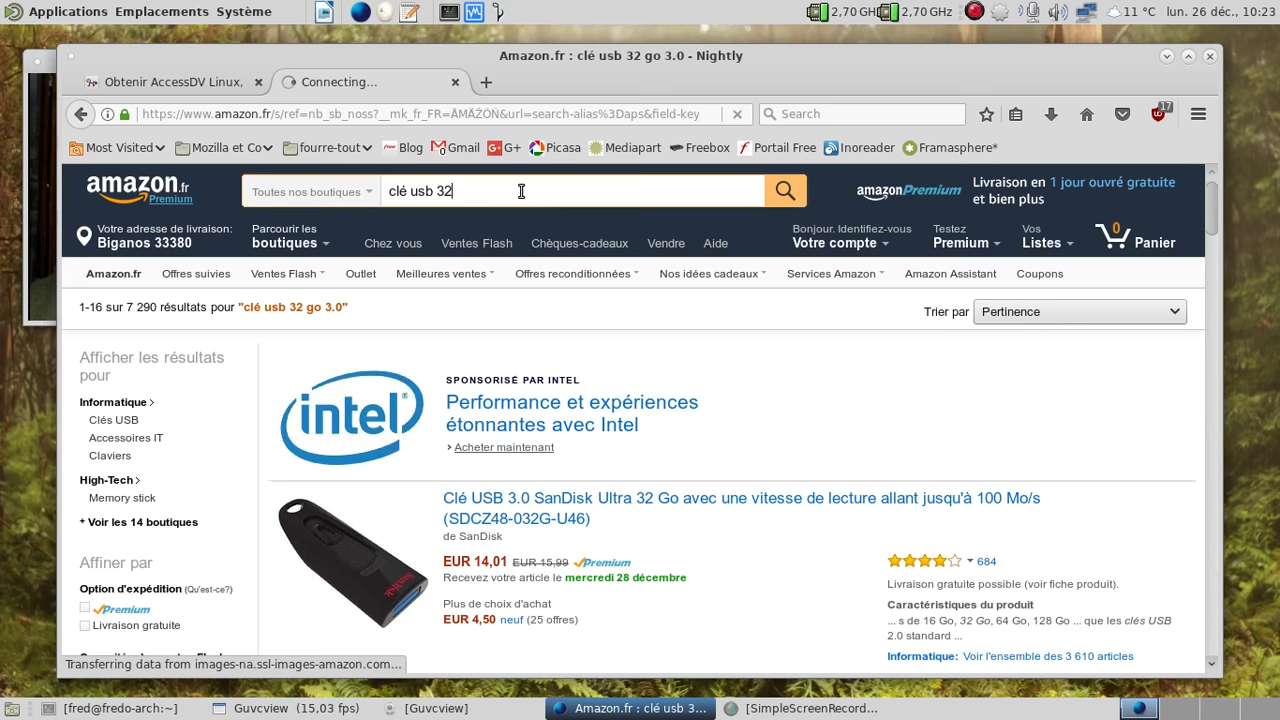 Applications Emplacements Système
2,70 GHz 2,70 GHz 11 °C lun. 26 déc., 10:23
Amazon.fr : clé usb 32 go 3.0 - Nightly
Obtenir AccessDV Linux, Connecting...
https://www.amazon.fr/s/ref=nb_sb_noss?__mk_fr_FR=ÅMÅŽÕÑ&url=search-alias%3Daps&field-key Search 17
Most Visited Mozilla et Co fourre-tout Blog Gmail G+ Picasa Mediapart Freebox Portail Free Inoreader Framasphere*
amazon.fr Premium Toutes nos boutiques clé usb 32 amazonPremium Livraison en 1 jour ouvré gratuite et bien plus
Votre adresse de livraison: Parcourir les Bonjour. Identifiez-vous Testez Vos 0
Biganos 33380 boutiques Chez vous Ventes Flash Chèques-cadeaux Vendre Aide Votre compte Premium Listes Panier
Amazon.fr Offres suivies Ventes Flash Outlet Meilleures ventes Offres reconditionnées Nos idées cadeaux Services Amazon Amazon Assistant Coupons
1-16 sur 7 290 résultats pour "clé usb 32 go 3.0" Trier par Pertinence
Afficher les résultats
pour
Informatique
Clés USB
Accessoires IT
Claviers
High-Tech
Memory stick
+ Voir les 14 boutiques
Affiner par
Option d'expédition (Qu'est-ce?)
Premium
Livraison gratuite
intel
SPONSORISÉ PAR INTEL
Performance et expériences
étonnantes avec Intel
Acheter maintenant
Clé USB 3.0 SanDisk Ultra 32 Go avec une vitesse de lecture allant jusqu'à 100 Mo/s
(SDCZ48-032G-U46)
de SanDisk
SanDisk
EUR 14,01 EUR 15,99 Premium
Recevez votre article le mercredi 28 décembre
Plus de choix d'achat
EUR 4,50 neuf (25 offres)
684
Livraison gratuite possible (voir fiche produit).
Caractéristiques du produit
... s de 16 Go, 32 Go, 64 Go, 128 Go ... que les clés USB
2.0 standard ...
Informatique: Voir l'ensemble des 3 610 articles
Transferring data from images-na.ssl-images-amazon.com...
[fred@fredo-arch:~] Guvcview (15,03 fps) [Guvcview] Amazon.fr : clé usb 3... [SimpleScreenRecord...